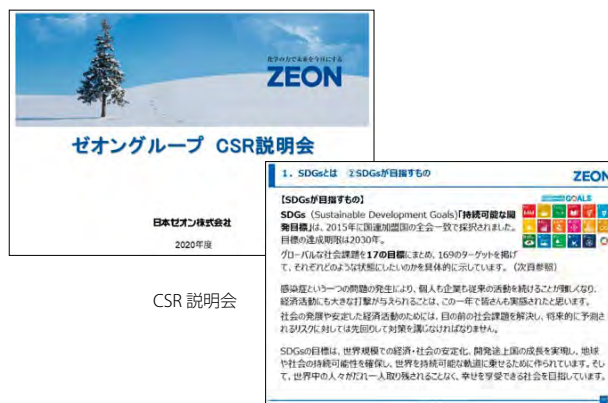 化学の力で未来を今日にする
ZEON
ゼオングループ CSR説明会
日本ゼオン株式会社
2020年度
CSR 説明会
1. SDGsとは ②SDGsが目指すもの
ZEON
【SDGsが目指すもの】
SDGs (Sustainable Development Goals)「持続可能な開
発目標」は、2015年に国連加盟国の全会一致で採択されました。
目標の達成期限は2030年。
グローバルな社会課題を17の目標にまとめ、169のターゲットを掲げ
て、それぞれどのような状態にしたいのかを具体的に示しています。(次頁参照)
GOALS
感染症という一つの問題の発生により、個人も企業も従来の活動を続けることが難しくなり、
経済活動にも大きな打撃が与えられることは、この一年で皆さんも実感されたと思います。
社会の発展や安定した経済活動のためには、目の前の社会課題を解決し、将来的に予測さ
れるリスクに対しては先回りして対策を講じなければなりません。
SDGsの目標は、世界規模での経済・社会の安定化、開発途上国の成長を実現し、地球
や社会の持続可能性を確保し、世界を持続可能な軌道に乗せるために作られています。そし
て、世界中の人々がだれ一人取り残されることなく、幸せを享受できる社会を目指しています。